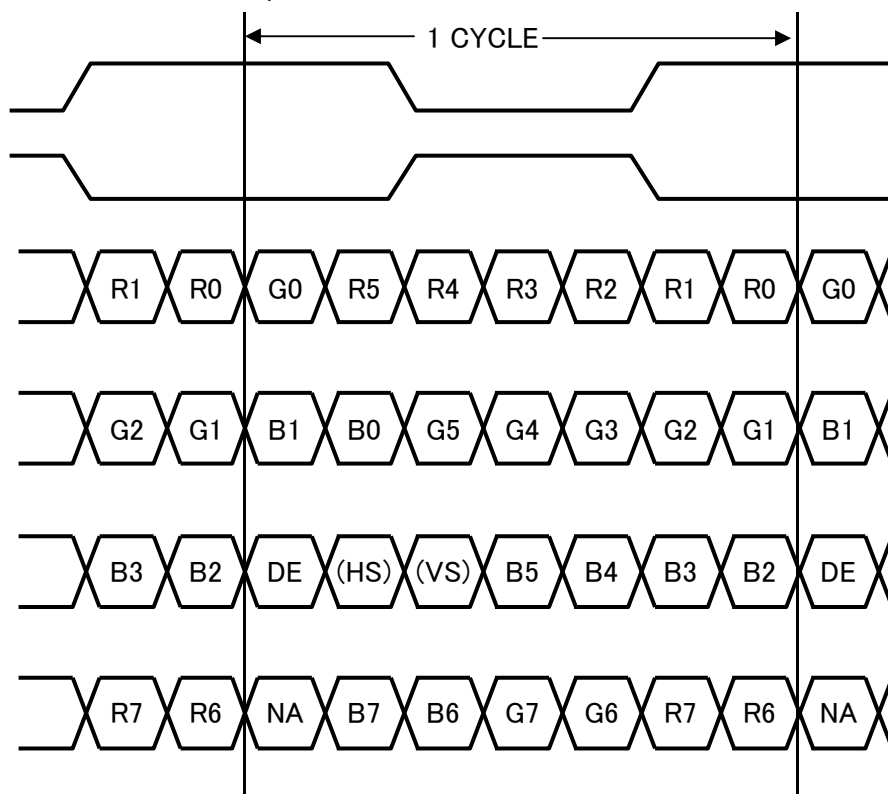 1 CYCLE
R1 R0 G0 R5 R4 R3 R2 R1 R0 G0
G2 G1 B1 B0 G5 G4 G3 G2 G1 B1
B3 B2 DE (HS) (VS) B5 B4 B3 B2 DE
R7 R6 NA B7 B6 G7 G6 R7 R6 NA